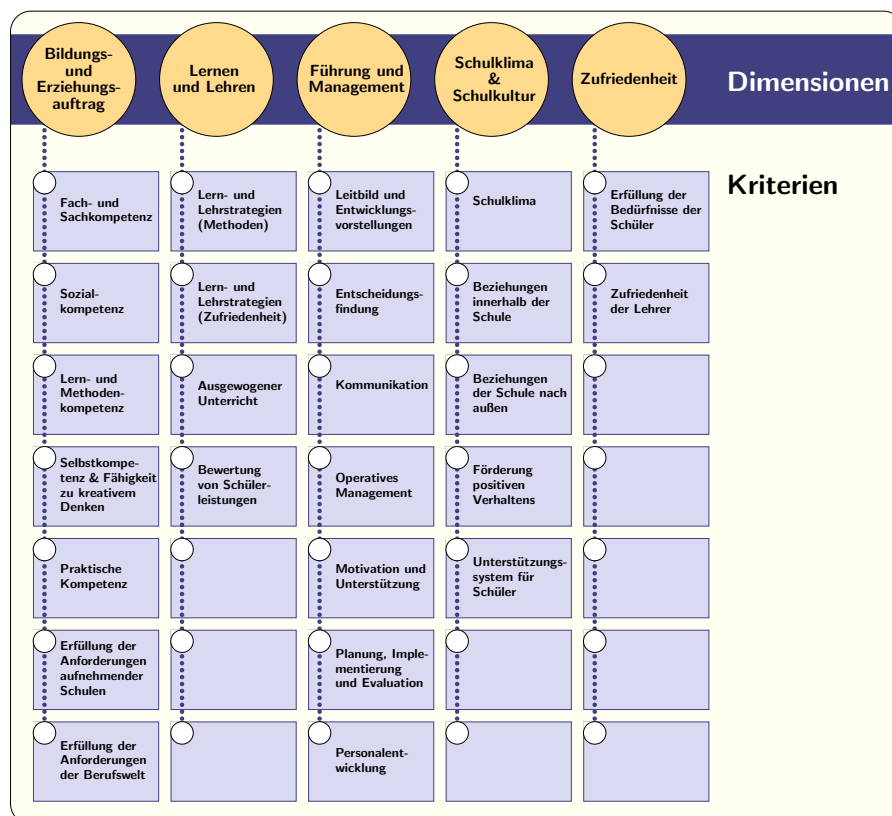 Bildungs-
und
Erziehungs-
auftrag
Lernen
und Lehren
Führung und
Management
Schulklima
&
Schulkultur
Zufriedenheit
Dimensionen
Kriterien
Fach- und
Sachkompetenz
Lern- und
Lehrstrategien
(Methoden)
Leitbild und
Entwicklungs-
vorstellungen
Schulklima
Erfüllung der
Bedürfnisse der
Schüler
Sozial-
kompetenz
Lern- und
Lehrstrategien
(Zufriedenheit)
Entscheidungs-
findung
Beziehungen
innerhalb der
Schule
Zufriedenheit
der Lehrer
Lern- und
Methoden-
kompetenz
Ausgewogener
Unterricht
Kommunikation
Beziehungen
der Schule nach
außen
Selbstkompe-
tenz & Fähigkeit
zu kreativem
Denken
Bewertung
von Schüler-
leistungen
Operatives
Management
Förderung
positiven
Verhaltens
Praktische
Kompetenz
Motivation und
Unterstützung
Unterstützungs-
system für
Schüler
Erfüllung der
Anforderungen
aufnehmender
Schulen
Planung, Imple-
mentierung
und Evaluation
Erfüllung der
Anforderungen
der Berufswelt
Personalent-
wicklung